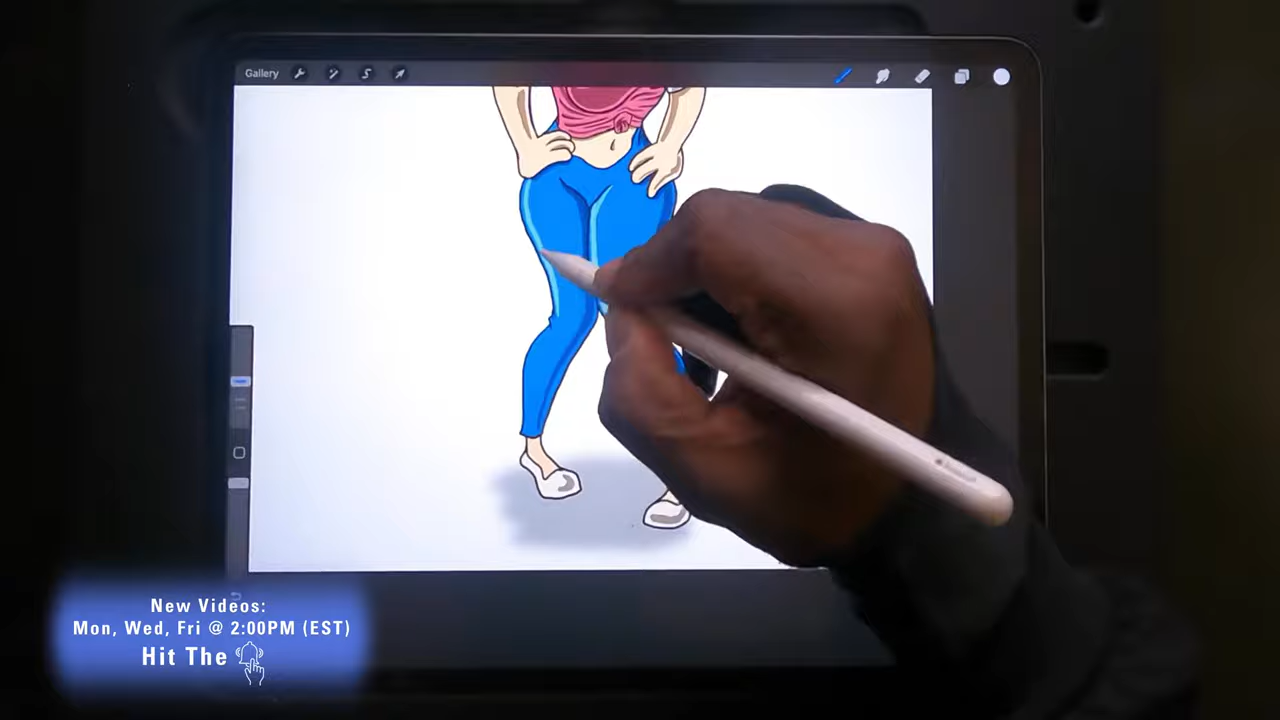 Gallery
New Videos:
Mon, Wed, Fri @ 2:00PM (EST)
Hit The